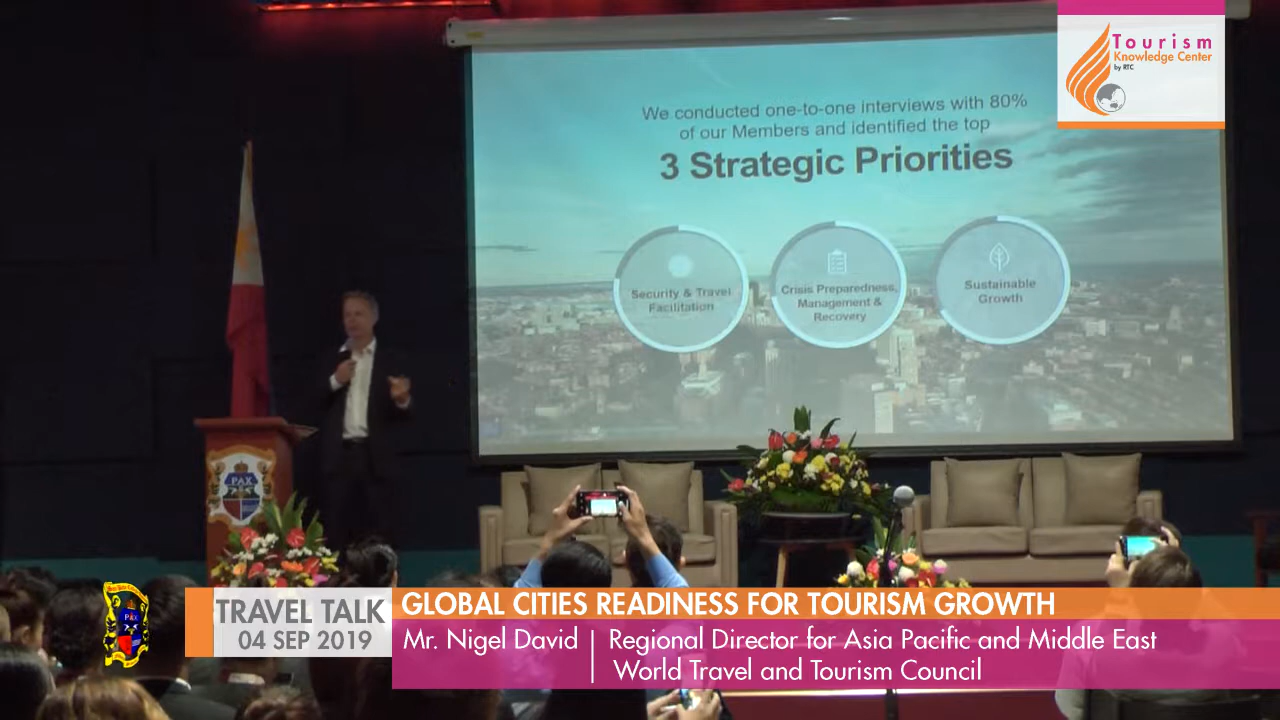 Tourism
Knowledge Center
by RTC
We conducted one-to-one interviews with 80%
of our Members and identified the top
3 Strategic Priorities
Security & Travel
Facilitation
Crisis Preparedness,
Management &
Recovery
Sustainable
Growth
PAX
TRAVEL TALK
04 SEP 2019
GLOBAL CITIES READINESS FOR TOURISM GROWTH
Mr. Nigel David | Regional Director for Asia Pacific and Middle East
World Travel and Tourism Council